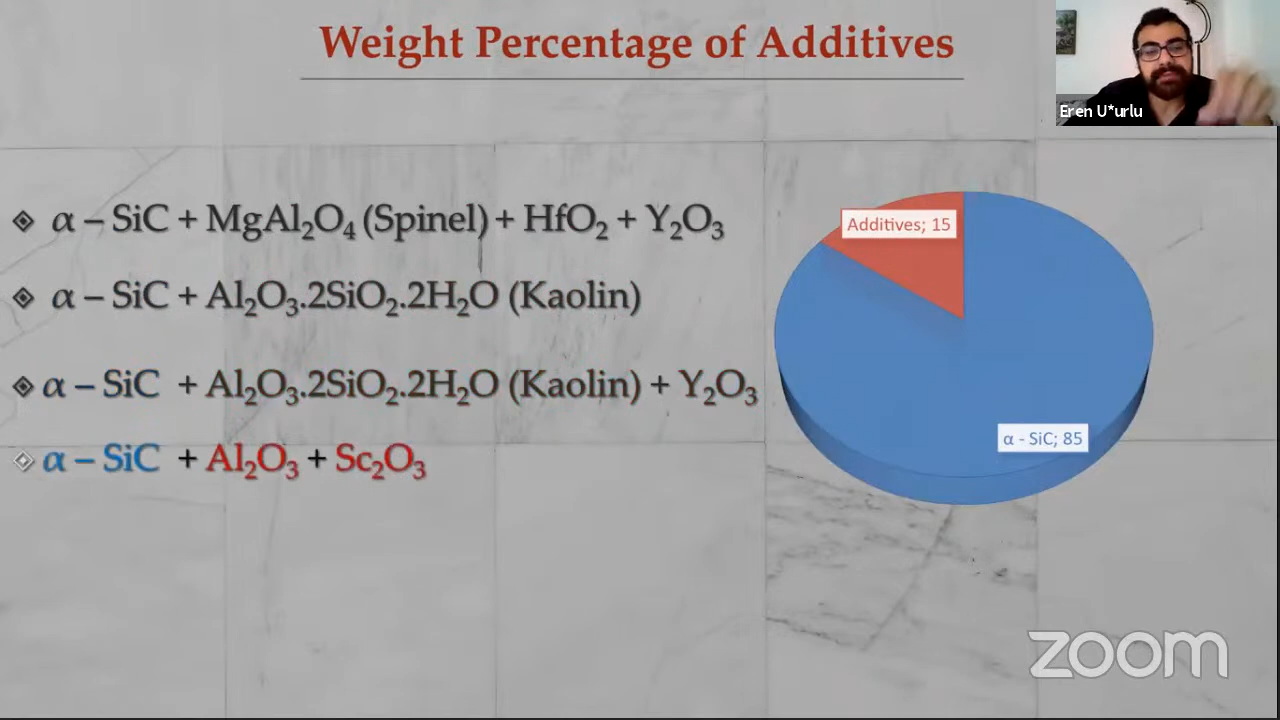 Weight Percentage of Additives
Eren U*urlu
α – SiC + MgAl₂O₄ (Spinel) + HfO₂ + Y₂O₃
α – SiC + Al₂O₃.2SiO₂.2H₂O (Kaolin)
α – SiC + Al₂O₃.2SiO₂.2H₂O (Kaolin) + Y₂O₃
α – SiC + Al₂O₃ + Sc₂O₃
Additives; 15
α - SiC; 85
zoom